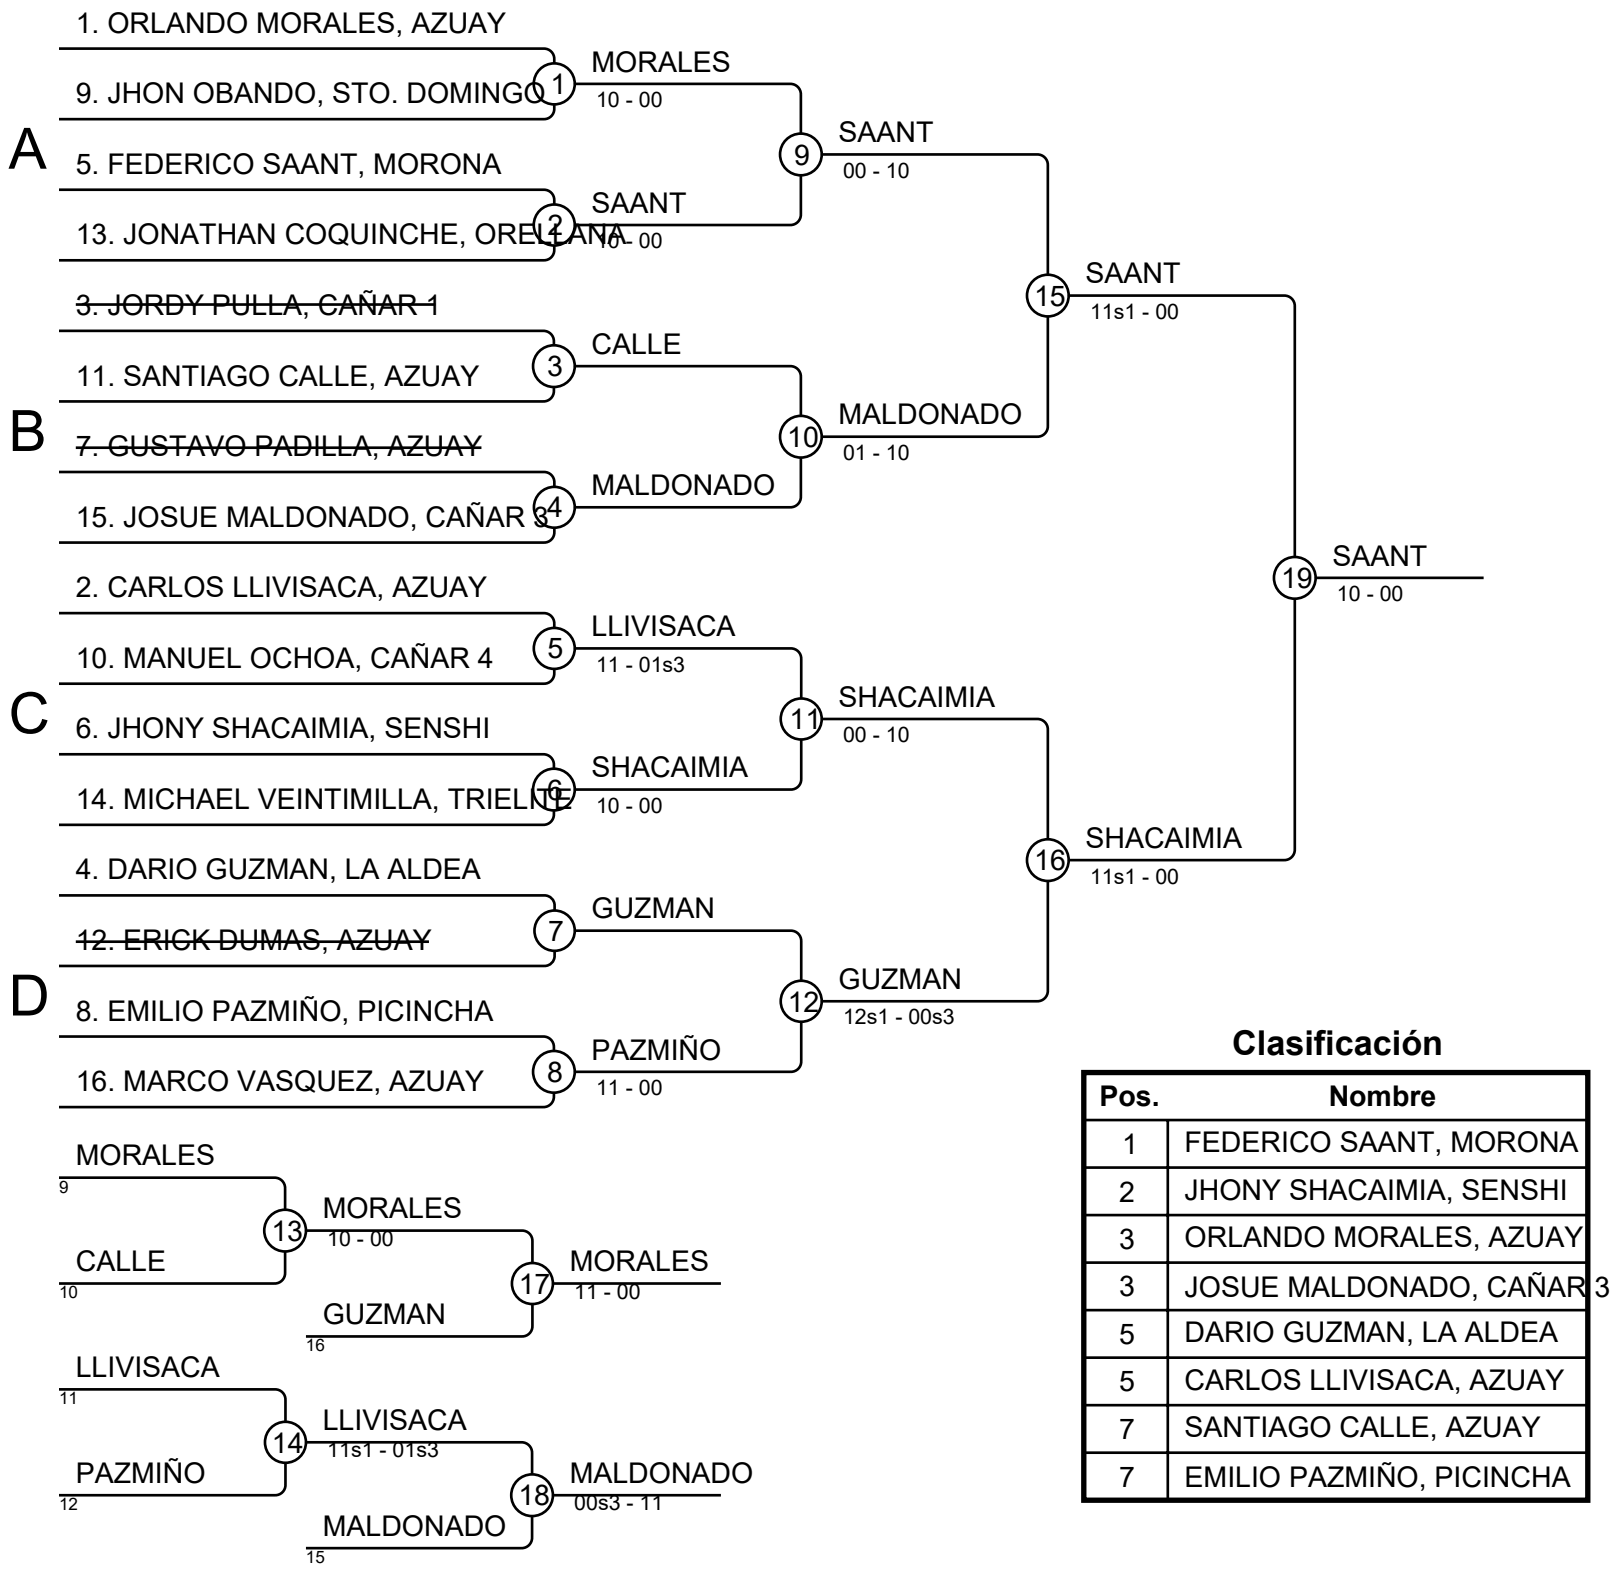 1. ORLANDO MORALES, AZUAY
9. JHON OBANDO, STO. DOMINGO
1
MORALES
10 - 00
A
5. FEDERICO SAANT, MORONA
13. JONATHAN COQUINCHE, ORELLANA
2
SAANT
10 - 00
9
SAANT
00 - 10
3. JORDY PULLA, CAÑAR 1
11. SANTIAGO CALLE, AZUAY
3
CALLE
B
7. GUSTAVO PADILLA, AZUAY
15. JOSUE MALDONADO, CAÑAR 3
4
MALDONADO
10
MALDONADO
01 - 10
15
SAANT
11s1 - 00
2. CARLOS LLIVISACA, AZUAY
10. MANUEL OCHOA, CAÑAR 4
5
LLIVISACA
11 - 01s3
C
6. JHONY SHACAIMIA, SENSHI
14. MICHAEL VEINTIMILLA, TRIELITE
6
SHACAIMIA
10 - 00
11
SHACAIMIA
00 - 10
4. DARIO GUZMAN, LA ALDEA
12. ERICK DUMAS, AZUAY
7
GUZMAN
D
8. EMILIO PAZMIÑO, PICINCHA
16. MARCO VASQUEZ, AZUAY
8
PAZMIÑO
11 - 00
12
GUZMAN
12s1 - 00s3
16
SHACAIMIA
11s1 - 00
19
SAANT
10 - 00
MORALES
9
CALLE
10
13
MORALES
10 - 00
GUZMAN
16
17
MORALES
11 - 00
LLIVISACA
11
PAZMIÑO
12
14
LLIVISACA
11s1 - 01s3
MALDONADO
15
18
MALDONADO
00s3 - 11
Clasificación
Pos. Nombre
1 FEDERICO SAANT, MORONA
2 JHONY SHACAIMIA, SENSHI
3 ORLANDO MORALES, AZUAY
3 JOSUE MALDONADO, CAÑAR 3
5 DARIO GUZMAN, LA ALDEA
5 CARLOS LLIVISACA, AZUAY
7 SANTIAGO CALLE, AZUAY
7 EMILIO PAZMIÑO, PICINCHA